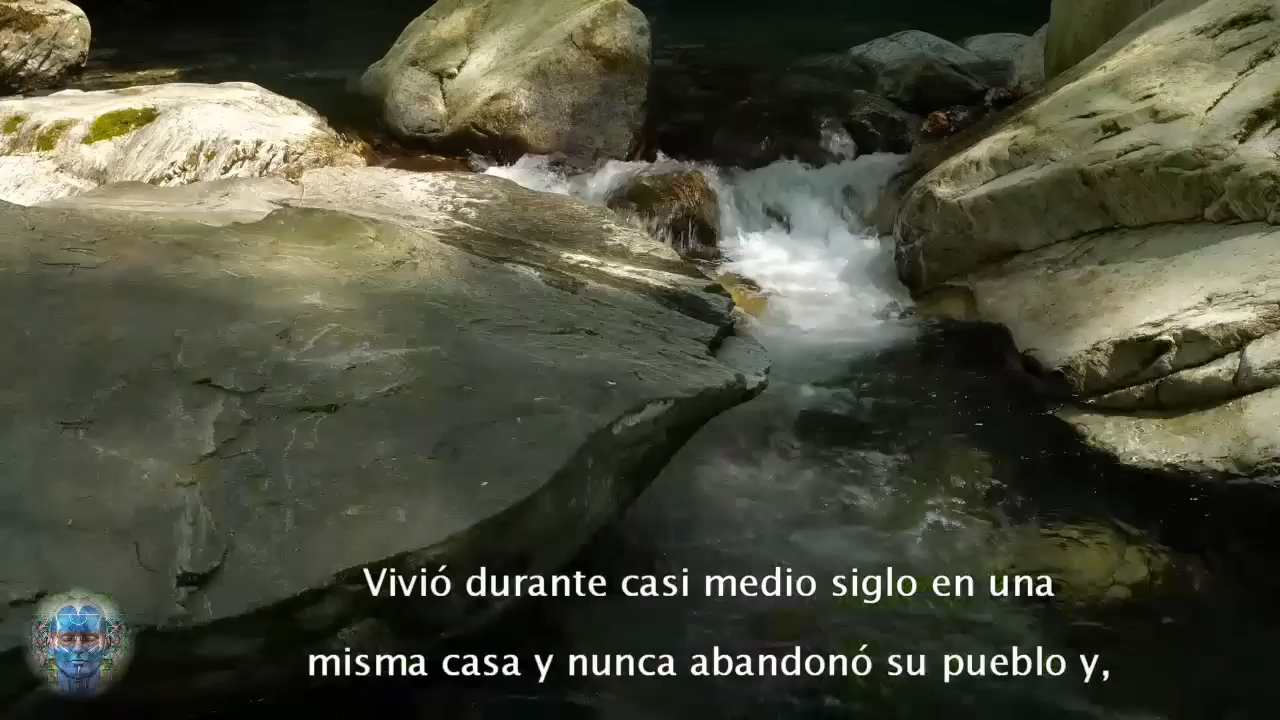 Vivió durante casi medio siglo en una
misma casa y nunca abandonó su pueblo y,